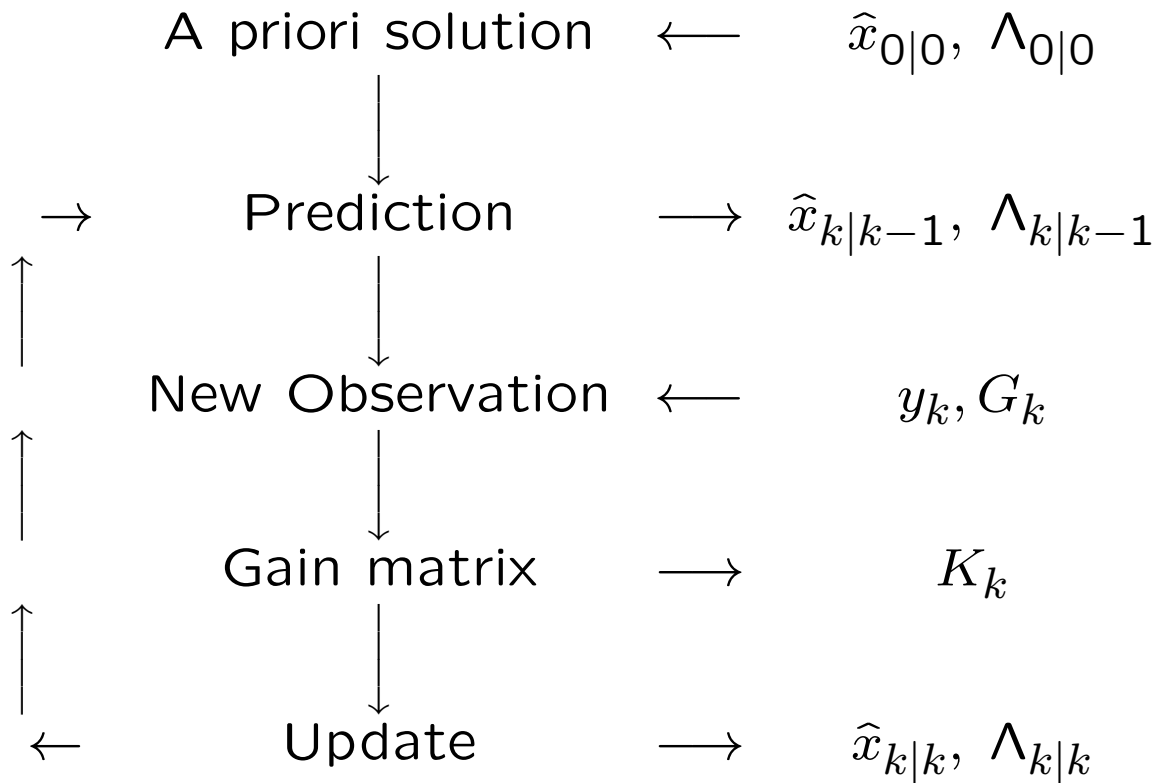 A priori solution ⟵ x̂₀|₀, Λ₀|₀
→ Prediction ⟶ x̂ₖ|ₖ₋₁, Λₖ|ₖ₋₁
New Observation ⟵ yₖ, Gₖ
Gain matrix ⟶ Kₖ
← Update ⟶ x̂ₖ|ₖ, Λₖ|ₖ